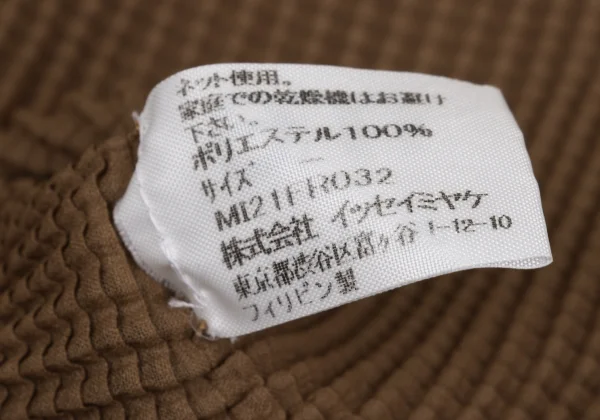 ネット使用。
家庭での乾燥機はお避け
下さい。
ポリエステル100%
サイズ —
MI21FR032
株式会社 イッセイミヤケ
東京都渋谷区富ヶ谷 1-12-10
フィリピン製